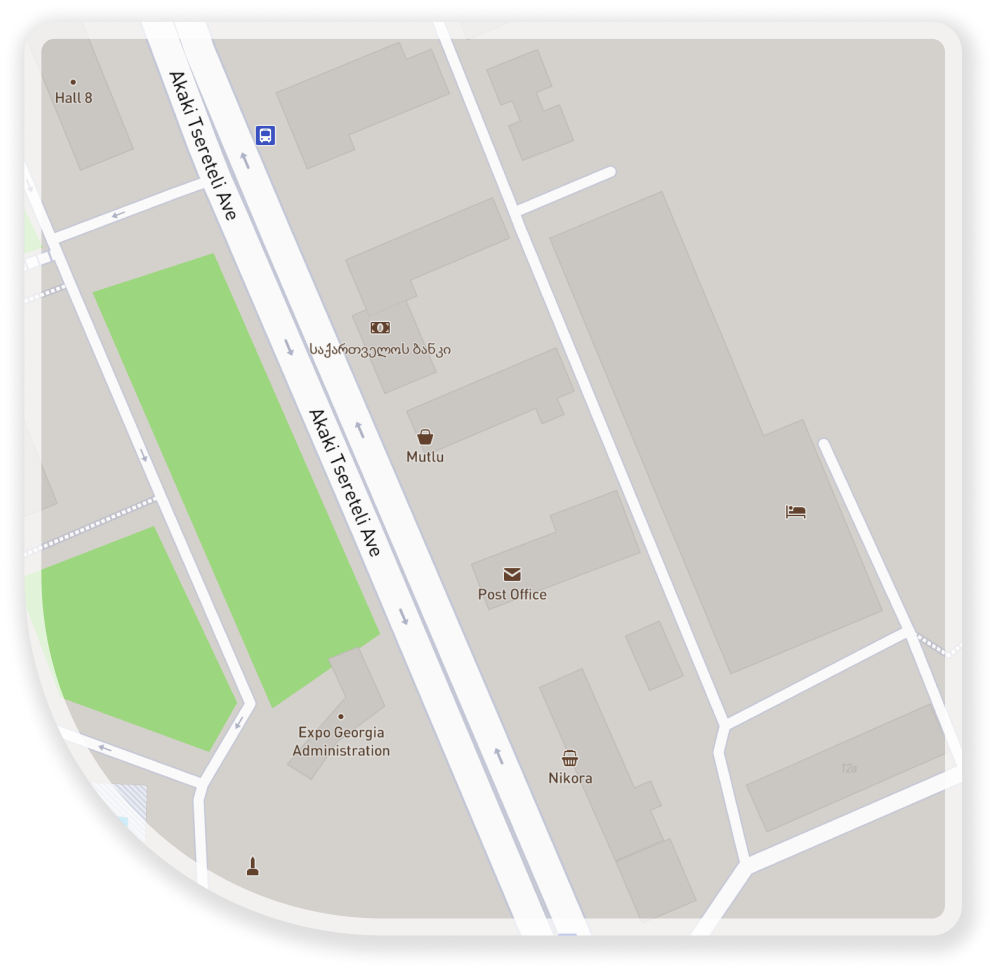 Hall 8
Akaki Tsereteli Ave
საქართველოს ბანკი
Akaki Tsereteli Ave
Mutlu
Post Office
Expo Georgia
Administration
Nikora
12a